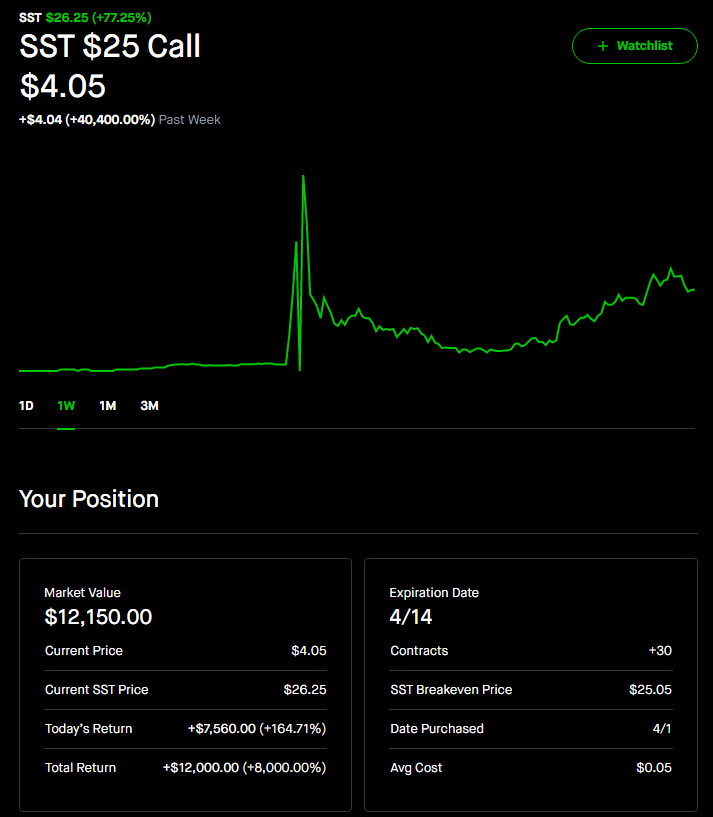 SST $26.25 (+77.25%)
SST $25 Call
+ Watchlist
$4.05
+$4.04 (+40,400.00%) Past Week
1D 1W 1M 3M
Your Position
Market Value
$12,150.00
Current Price $4.05
Current SST Price $26.25
Today's Return +$7,560.00 (+164.71%)
Total Return +$12,000.00 (+8,000.00%)
Expiration Date
4/14
Contracts +30
SST Breakeven Price $25.05
Date Purchased 4/1
Avg Cost $0.05